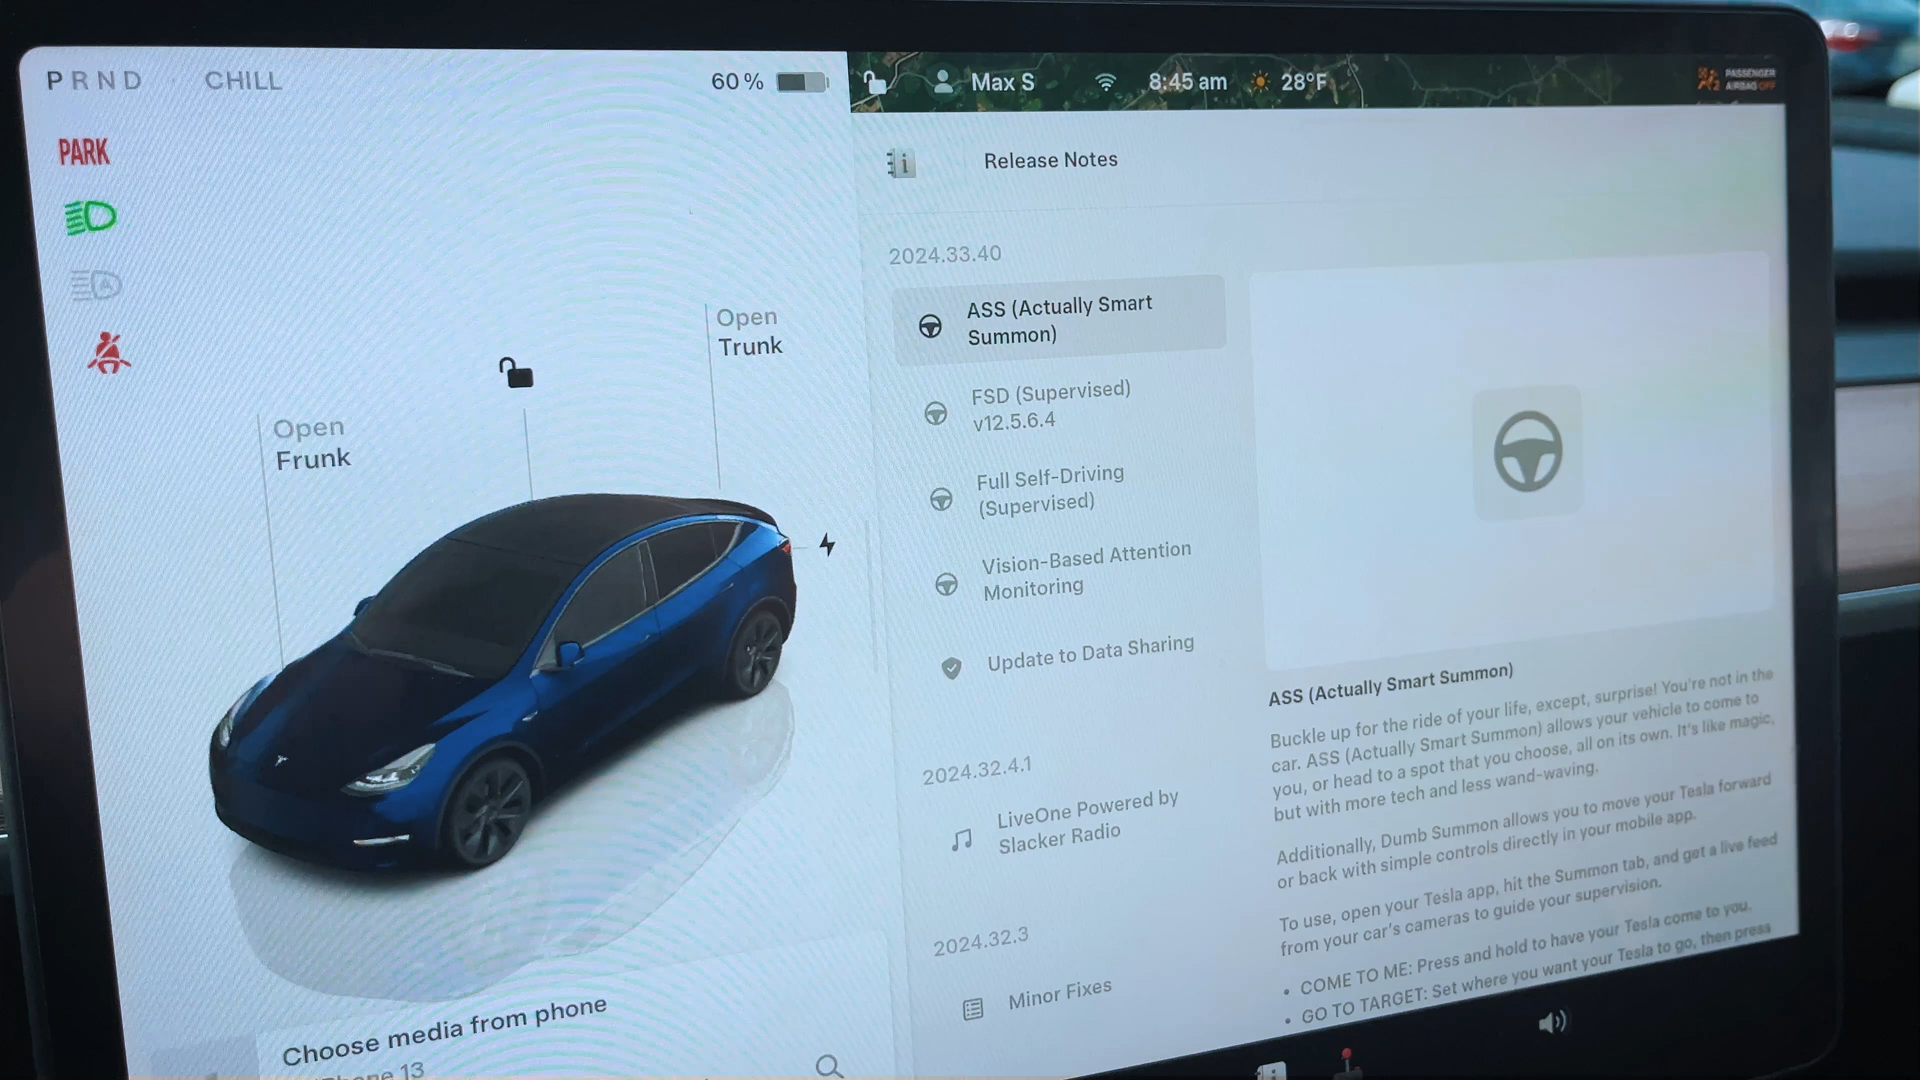 P R N D CHILL
60 %
Max S
8:45 am
28°F
PASSENGER
AIRBAG OFF
PARK
A
Open
Trunk
Open
Frunk
Choose media from phone
Release Notes
2024.33.40
ASS (Actually Smart
Summon)
FSD (Supervised)
v12.5.6.4
Full Self-Driving
(Supervised)
Vision-Based Attention
Monitoring
Update to Data Sharing
2024.32.4.1
LiveOne Powered by
Slacker Radio
2024.32.3
Minor Fixes
ASS (Actually Smart Summon)
Buckle up for the ride of your life, except, surprise! You're not in the
car. ASS (Actually Smart Summon) allows your vehicle to come to
you, or head to a spot that you choose, all on its own. It's like magic,
but with more tech and less wand-waving.
Additionally, Dumb Summon allows you to move your Tesla forward
or back with simple controls directly in your mobile app.
To use, open your Tesla app, hit the Summon tab, and get a live feed
from your car's cameras to guide your supervision.
• COME TO ME: Press and hold to have your Tesla come to you.
• GO TO TARGET: Set where you want your Tesla to go, then press